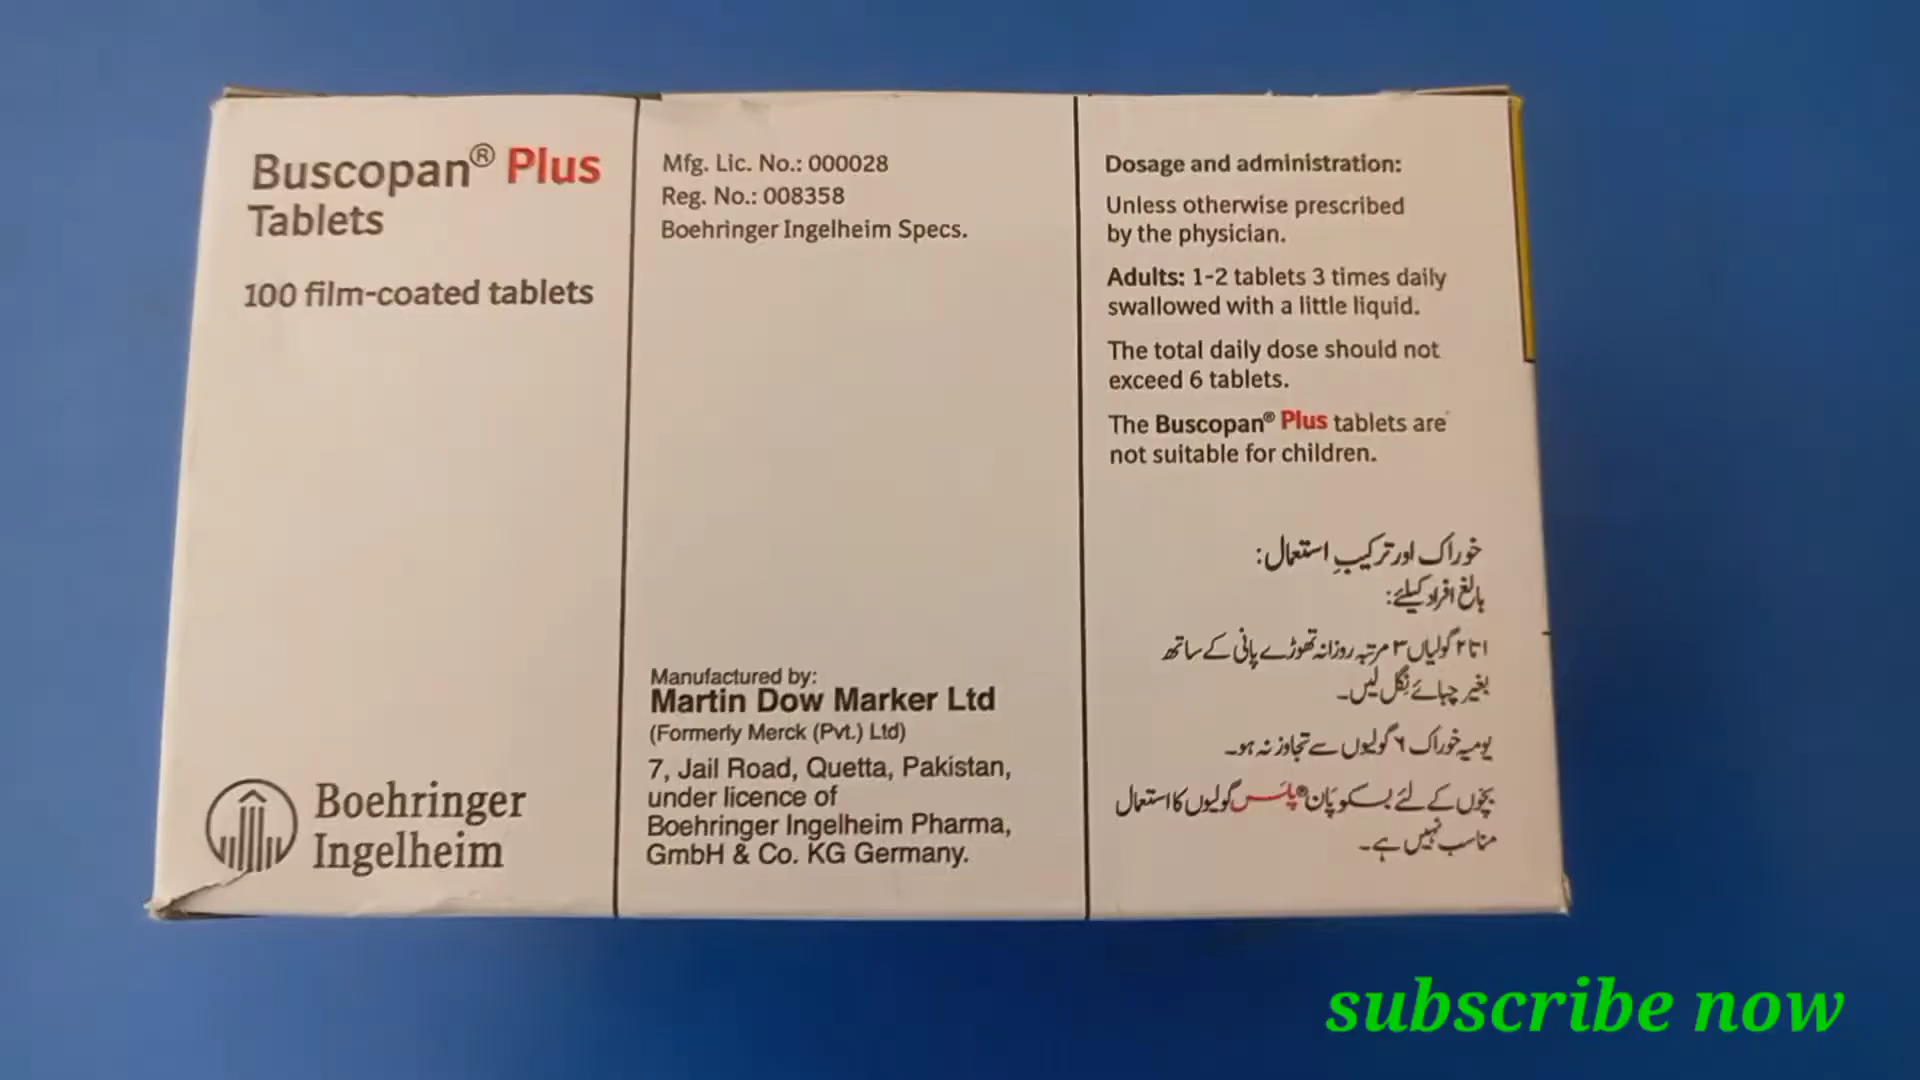 Buscopan® Plus
Tablets
100 film-coated tablets
Boehringer
Ingelheim
Mfg. Lic. No.: 000028
Reg. No.: 008358
Boehringer Ingelheim Specs.
Manufactured by:
Martin Dow Marker Ltd
(Formerly Merck (Pvt.) Ltd)
7, Jail Road, Quetta, Pakistan,
under licence of
Boehringer Ingelheim Pharma,
GmbH & Co. KG Germany.
Dosage and administration:
Unless otherwise prescribed
by the physician.
Adults: 1-2 tablets 3 times daily
swallowed with a little liquid.
The total daily dose should not
exceed 6 tablets.
The Buscopan® Plus tablets are
not suitable for children.
خوراک اور ترکیبِ استعمال:
بالغ افراد کیلئے:
۱ تا ۲ گولیاں ۳ مرتبہ روزانہ تھوڑے پانی کے ساتھ
بغیر چبائے نِگل لیں۔
یومیہ خوراک ۶ گولیوں سے تجاوز نہ ہو۔
بچّوں کے لئے بسکوپان® پلَس گولیوں کا استعمال
مناسب نہیں ہے۔
subscribe now